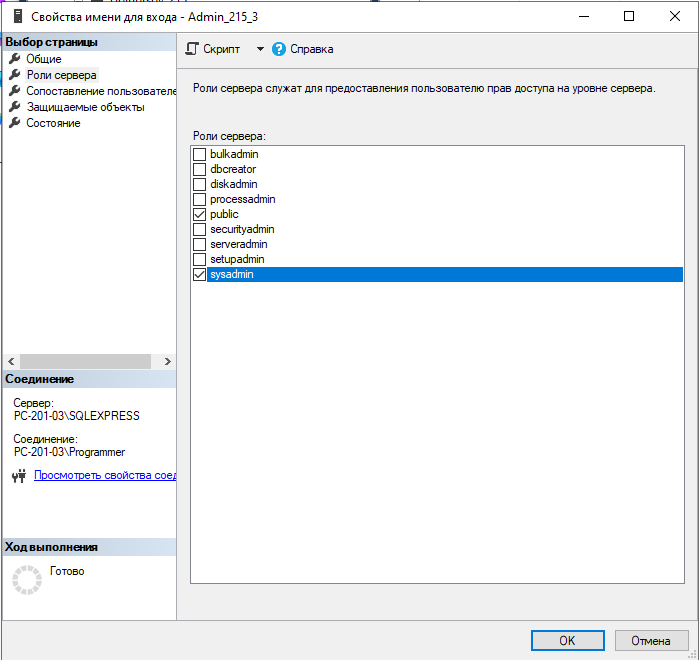 Свойства имени для входа - Admin_215_3
Выбор страницы
Общие
Роли сервера
Сопоставление пользователе
Защищаемые объекты
Состояние
Скрипт
Справка
Роли сервера служат для предоставления пользователю прав доступа на уровне сервера.
Роли сервера:
bulkadmin
dbcreator
diskadmin
processadmin
public
securityadmin
serveradmin
setupadmin
sysadmin
Соединение
Сервер:
PC-201-03\SQLEXPRESS
Соединение:
PC-201-03\Programmer
Просмотреть свойства соед
Ход выполнения
Готово
OK
Отмена